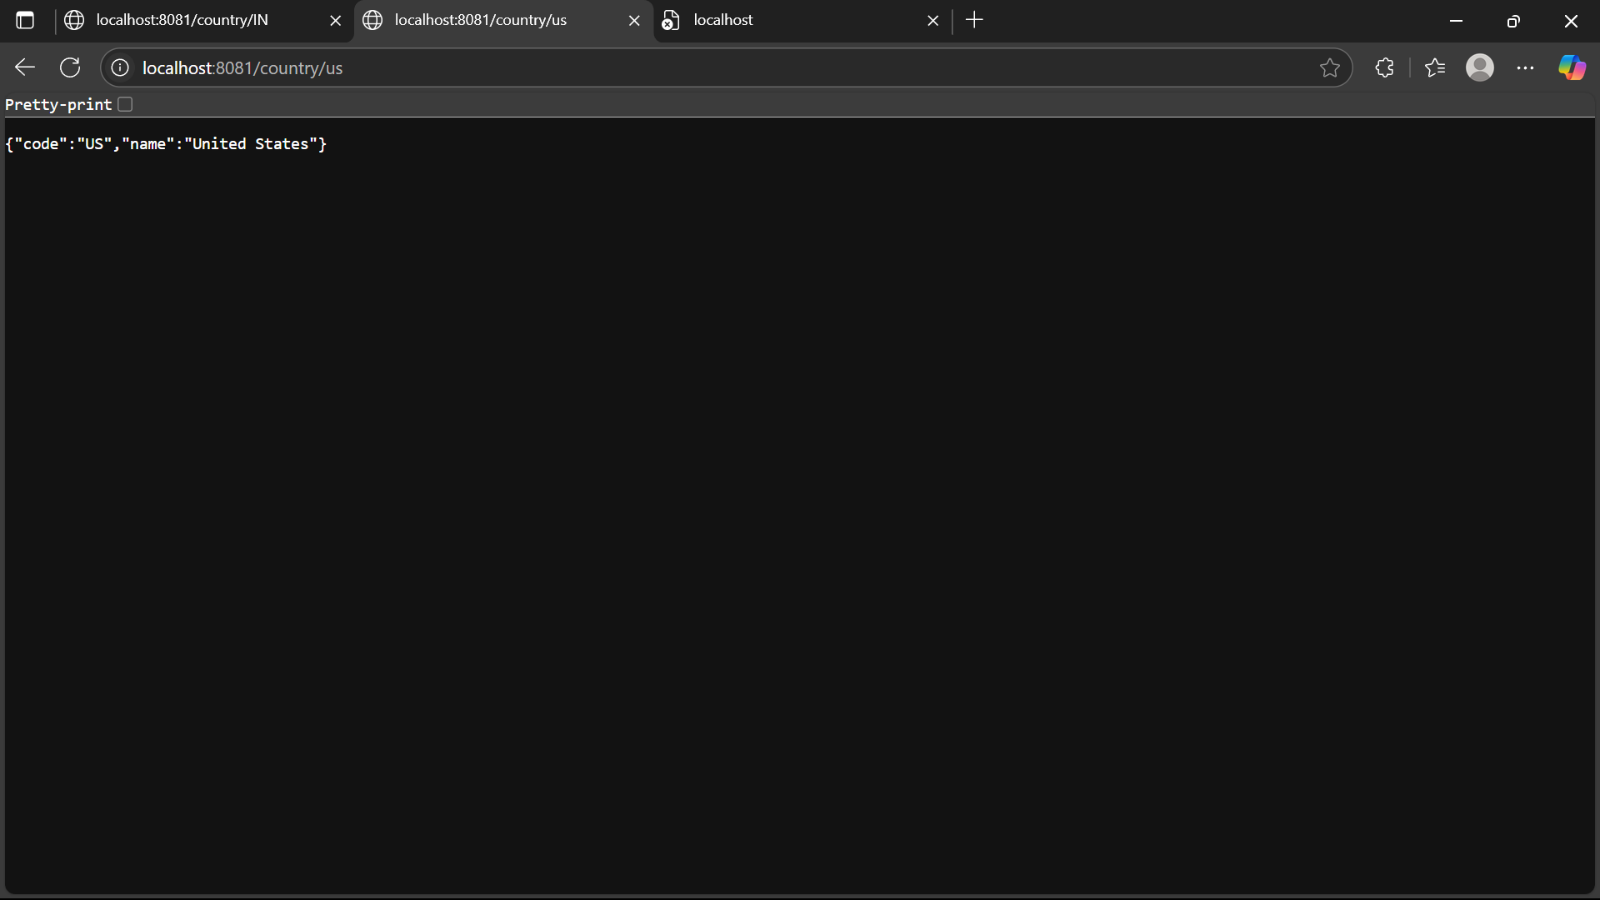 localhost:8081/country/IN
localhost:8081/country/us
localhost
localhost:8081/country/us
Pretty-print
{"code":"US","name":"United States"}